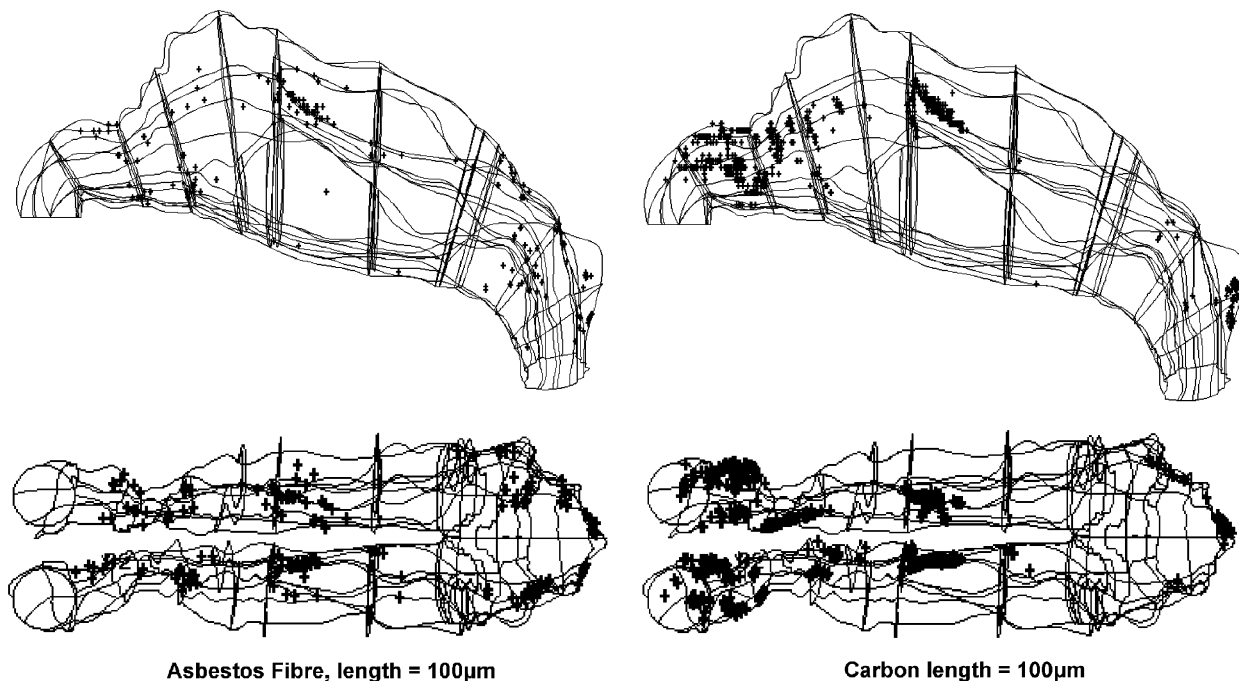 Asbestos Fibre, length = 100µm
Carbon length = 100µm